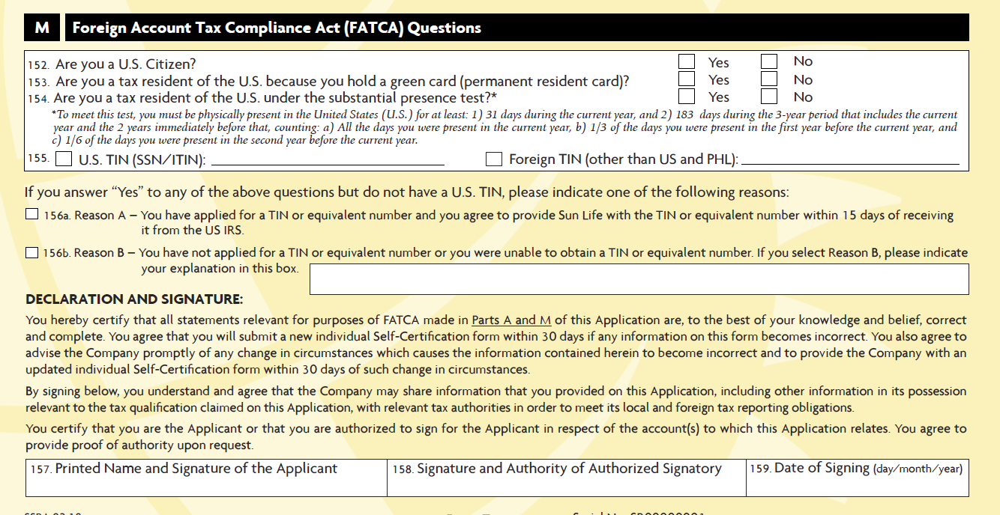 M Foreign Account Tax Compliance Act (FATCA) Questions
152. Are you a U.S. Citizen? Yes No
153. Are you a tax resident of the U.S. because you hold a green card (permanent resident card)? Yes No
154. Are you a tax resident of the U.S. under the substantial presence test?* Yes No
*To meet this test, you must be physically present in the United States (U.S.) for at least: 1) 31 days during the current year, and 2) 183 days during the 3-year period that includes the current
year and the 2 years immediately before that, counting: a) All the days you were present in the current year, b) 1/3 of the days you were present in the first year before the current year, and
c) 1/6 of the days you were present in the second year before the current year.
155. U.S. TIN (SSN/ITIN): Foreign TIN (other than US and PHL):
If you answer “Yes” to any of the above questions but do not have a U.S. TIN, please indicate one of the following reasons:
156a. Reason A – You have applied for a TIN or equivalent number and you agree to provide Sun Life with the TIN or equivalent number within 15 days of receiving
it from the US IRS.
156b. Reason B – You have not applied for a TIN or equivalent number or you were unable to obtain a TIN or equivalent number. If you select Reason B, please indicate
your explanation in this box.
DECLARATION AND SIGNATURE:
You hereby certify that all statements relevant for purposes of FATCA made in Parts A and M of this Application are, to the best of your knowledge and belief, correct
and complete. You agree that you will submit a new individual Self-Certification form within 30 days if any information on this form becomes incorrect. You also agree to
advise the Company promptly of any change in circumstances which causes the information contained herein to become incorrect and to provide the Company with an
updated individual Self-Certification form within 30 days of such change in circumstances.
By signing below, you understand and agree that the Company may share information that you provided on this Application, including other information in its possession
relevant to the tax qualification claimed on this Application, with relevant tax authorities in order to meet its local and foreign tax reporting obligations.
You certify that you are the Applicant or that you are authorized to sign for the Applicant in respect of the account(s) to which this Application relates. You agree to
provide proof of authority upon request.
157. Printed Name and Signature of the Applicant 158. Signature and Authority of Authorized Signatory 159. Date of Signing (day/month/year)